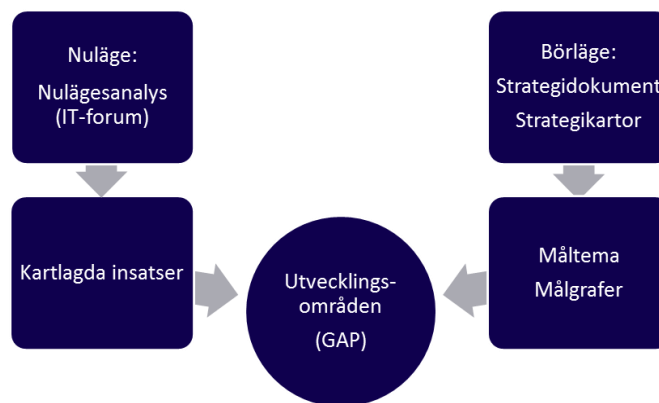 Nuläge:
Nulägesanalys
(IT-forum)
Börläge:
Strategidokument
Strategikartor
Kartlagda insatser
Utvecklings-
områden
(GAP)
Måltema
Målgrafer